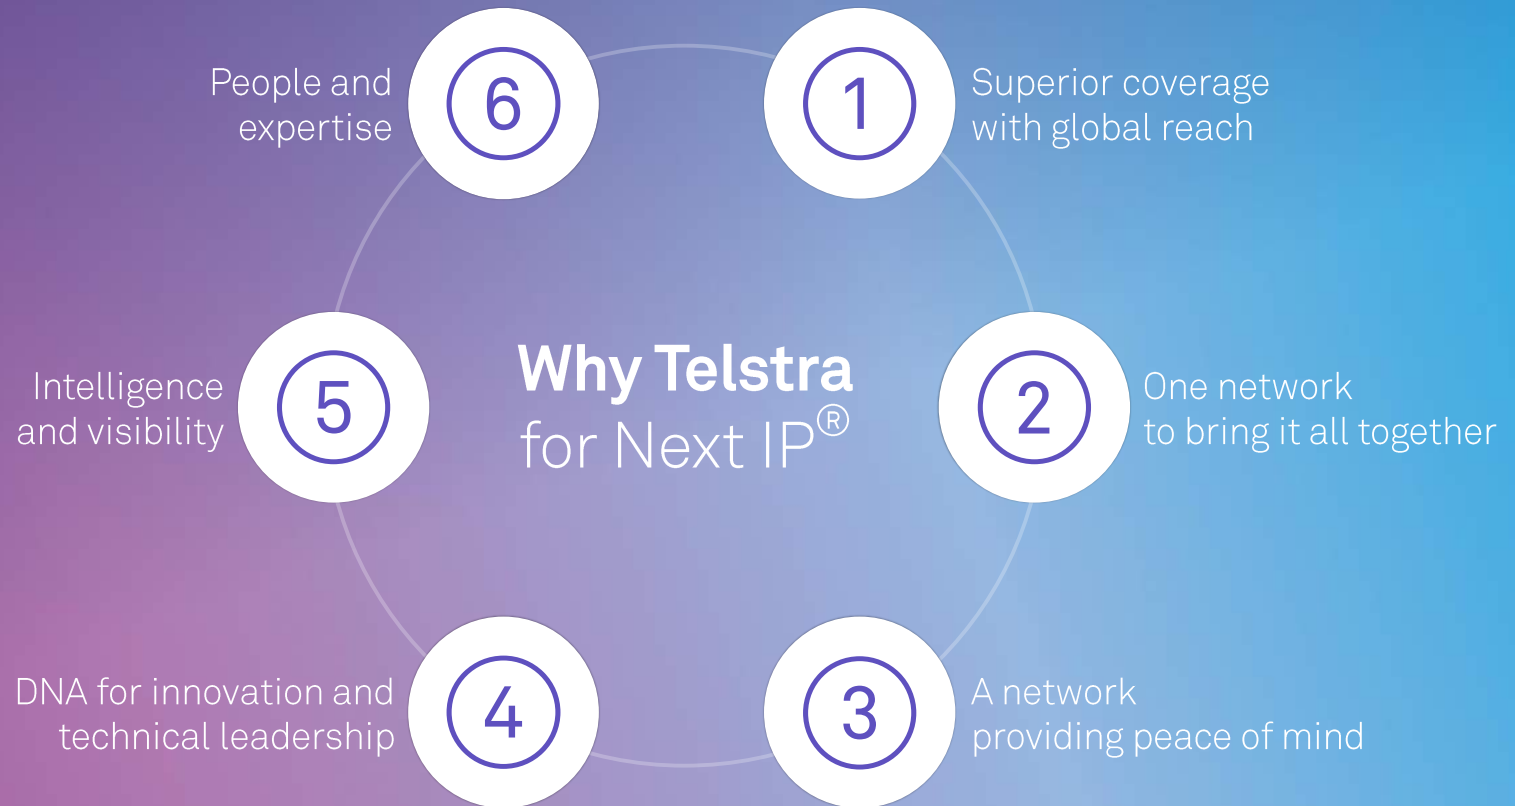 Why Telstra
for Next IP®
1
Superior coverage
with global reach
2
One network
to bring it all together
3
A network
providing peace of mind
4
DNA for innovation and
technical leadership
5
Intelligence
and visibility
6
People and
expertise